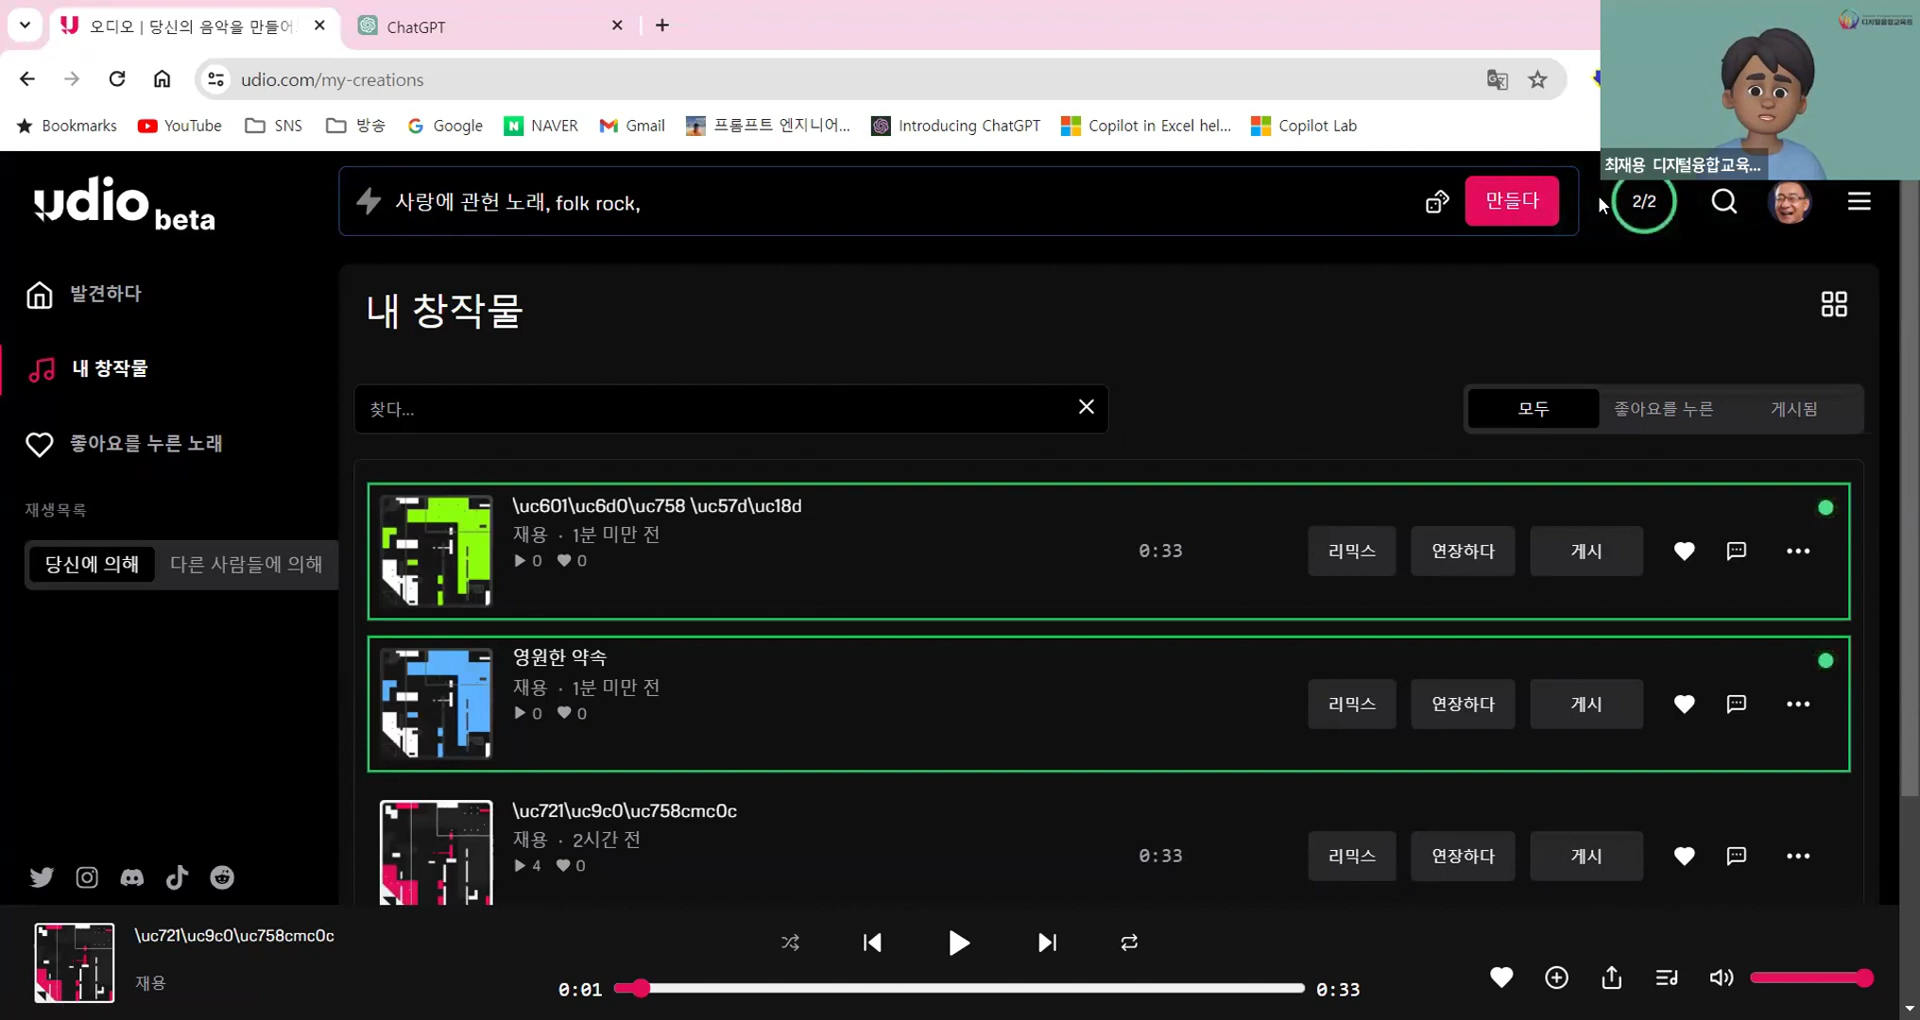 오디오 | 당신의 음악을 만들어
ChatGPT
디지털융합교육원
udio.com/my-creations
Bookmarks YouTube SNS 방송 Google NAVER Gmail 프롬프트 엔지니어... Introducing ChatGPT Copilot in Excel hel... Copilot Lab
최재용 디지털융합교육...
udio beta
사랑에 관헌 노래, folk rock,
만들다
2/2
발견하다
내 창작물
좋아요를 누른 노래
재생목록
당신에 의해 다른 사람들에 의해
내 창작물
찾다...
모두 좋아요를 누른 게시됨
\uc601\uc6d0\uc758 \uc57d\uc18d
재용 · 1분 미만 전
0 0
0:33
리믹스 연장하다 게시
영원한 약속
재용 · 1분 미만 전
0 0
리믹스 연장하다 게시
\uc721\uc9c0\uc758cmc0c
재용 · 2시간 전
4 0
0:33
리믹스 연장하다 게시
\uc721\uc9c0\uc758cmc0c
재용
0:01 0:33